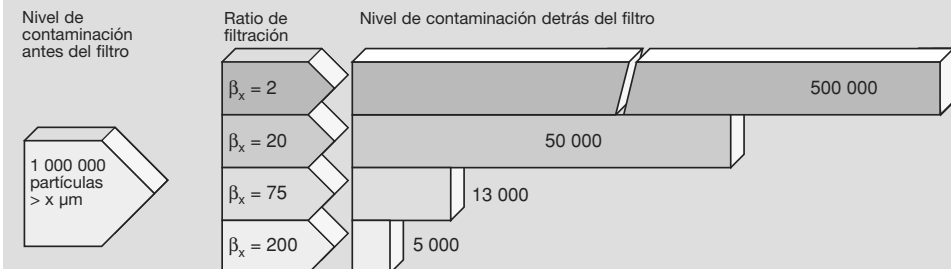 Nivel de
contaminación
antes del filtro
Ratio de
filtración
Nivel de contaminación detrás del filtro
1 000 000
partículas
> x µm
βx = 2
500 000
βx = 20
50 000
βx = 75
13 000
βx = 200
5 000